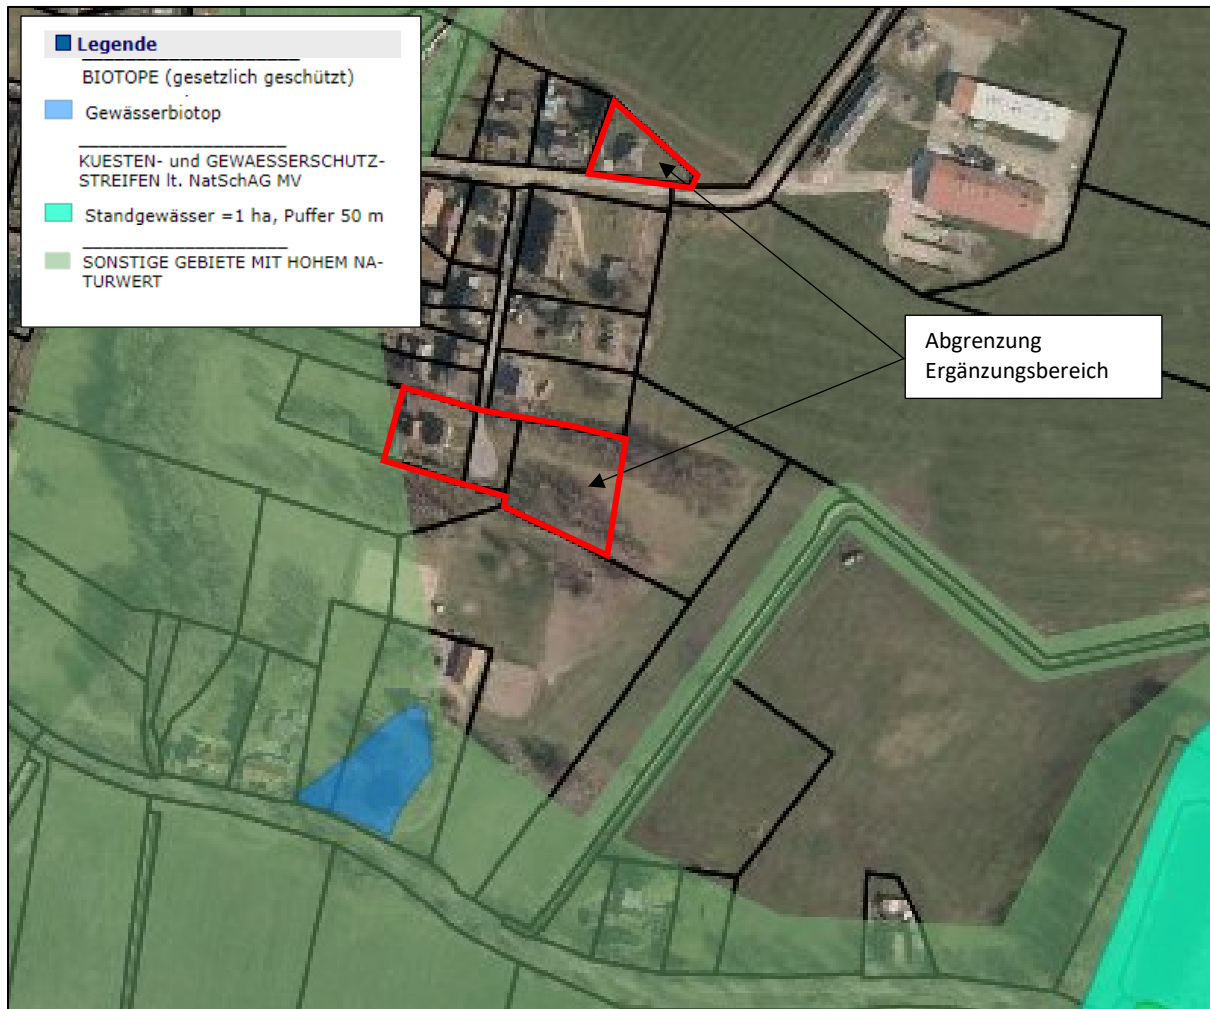 Legende
BIOTOPE (gesetzlich geschützt)
Gewässerbiotop
KUESTEN- und GEWAESSERSCHUTZ-
STREIFEN lt. NatSchAG MV
Standgewässer =1 ha, Puffer 50 m
SONSTIGE GEBIETE MIT HOHEM NA-
TURWERT
Abgrenzung
Ergänzungsbereich